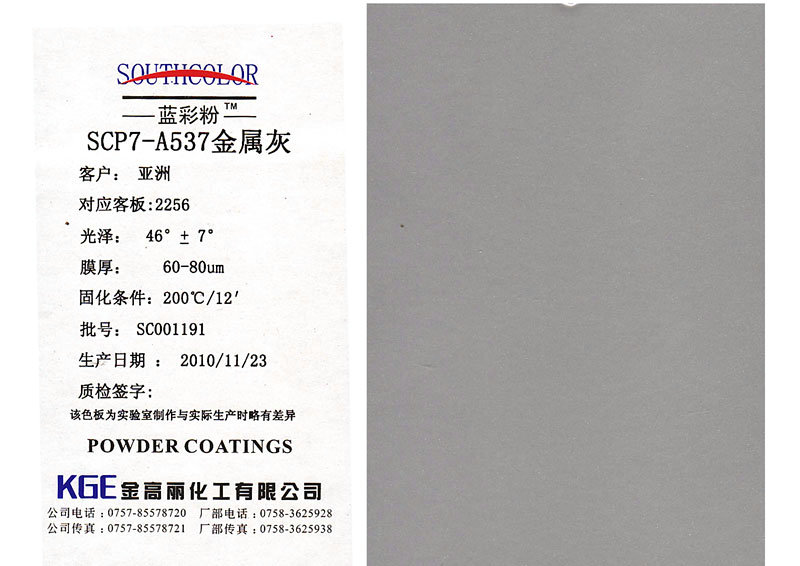 SOUTHCOLOR
蓝彩粉™
SCP7-A537金属灰
客户： 亚洲
对应客板:2256
光泽： 46° ± 7°
膜厚： 60-80um
固化条件: 200℃/12′
批号： SC001191
生产日期 ： 2010/11/23
质检签字:
该色板为实验室制作与实际生产时略有差异
POWDER COATINGS
KGE金高丽化工有限公司
公司电话：0757-85578720 厂部电话：0758-3625928
公司传真：0757-85578721 厂部传真：0758-3625938